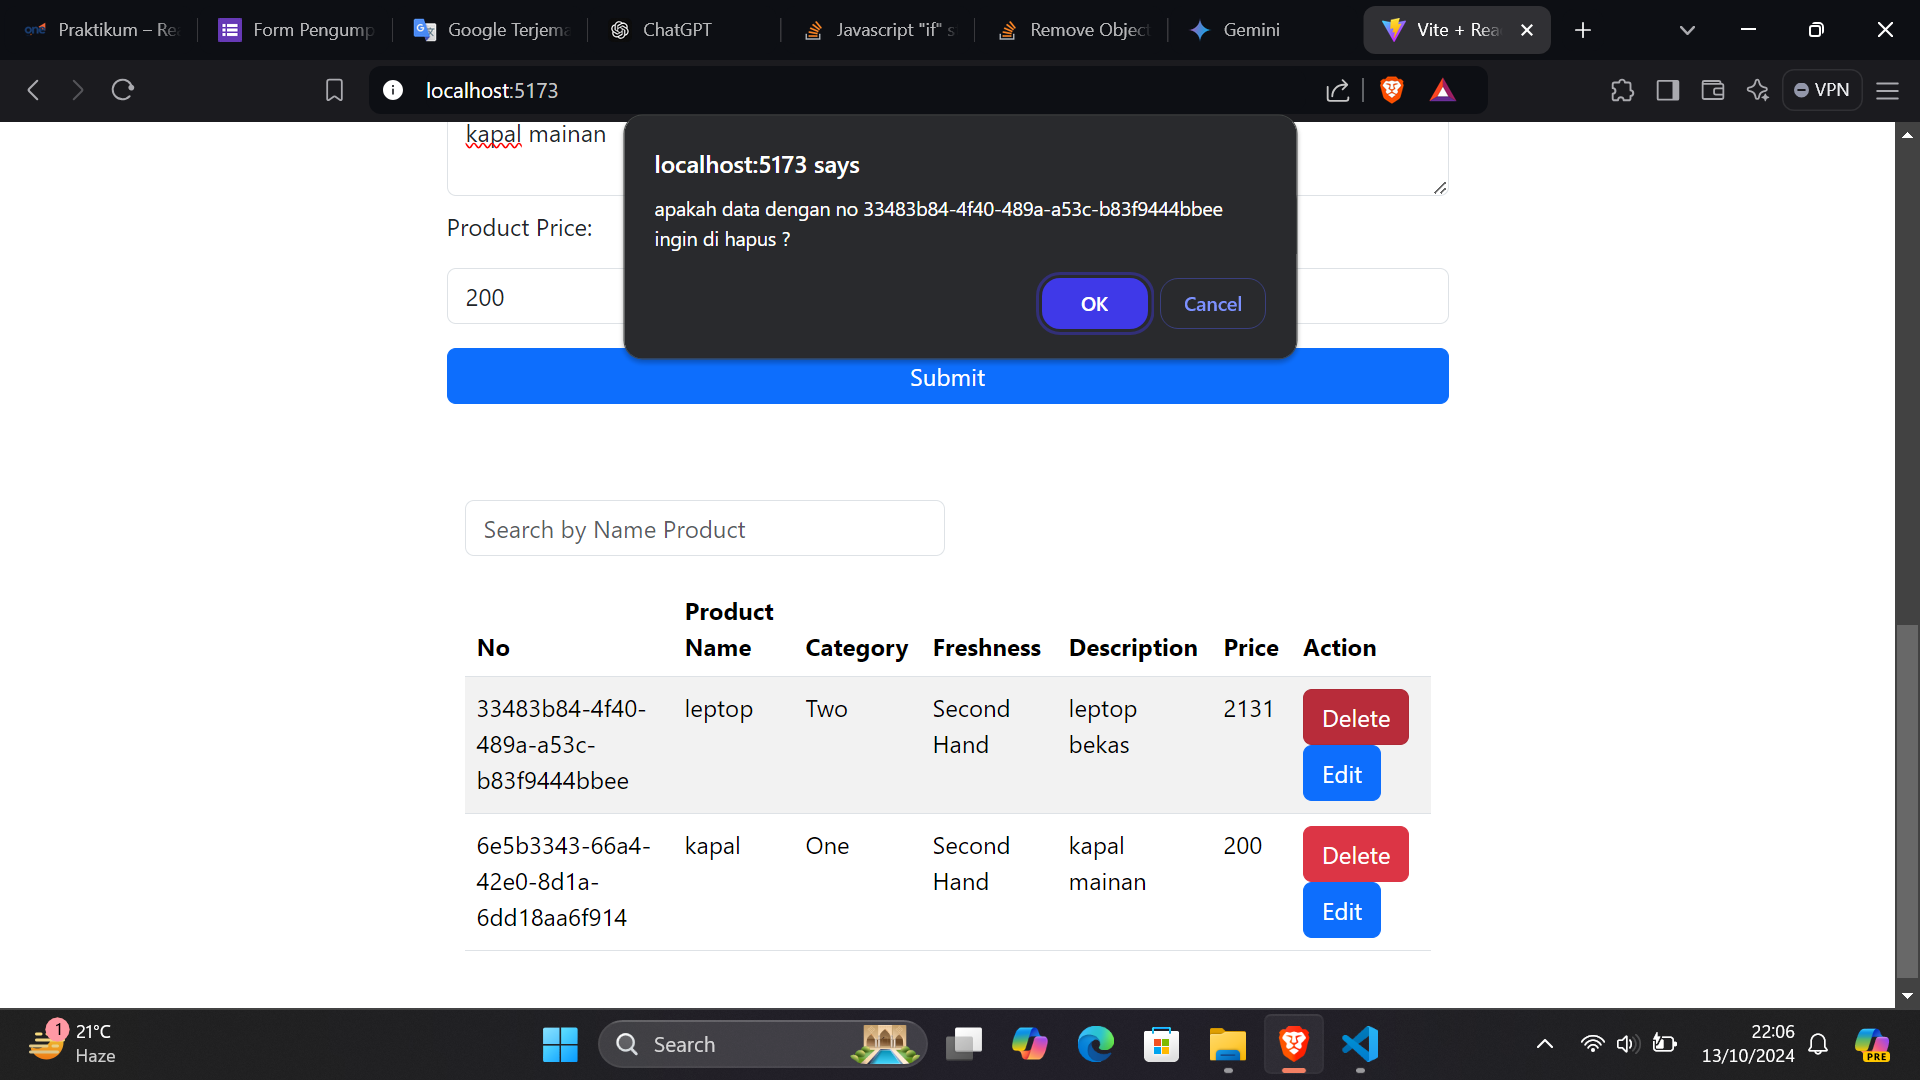 Praktikum – Rea
Form Pengump
Google Terjema
ChatGPT
Javascript "if" s
Remove Object
Gemini
Vite + Rea
localhost:5173
VPN
kapal mainan
localhost:5173 says
apakah data dengan no 33483b84-4f40-489a-a53c-b83f9444bbee
ingin di hapus ?
OK
Cancel
Product Price:
200
Submit
Search by Name Product
No
Product
Name
Category
Freshness
Description
Price
Action
33483b84-4f40-
489a-a53c-
b83f9444bbee
leptop
Two
Second
Hand
leptop
bekas
2131
Delete
Edit
6e5b3343-66a4-
42e0-8d1a-
6dd18aa6f914
kapal
One
Second
Hand
kapal
mainan
200
Delete
Edit
1
21°C
Haze
Search
22:06
13/10/2024
PRE